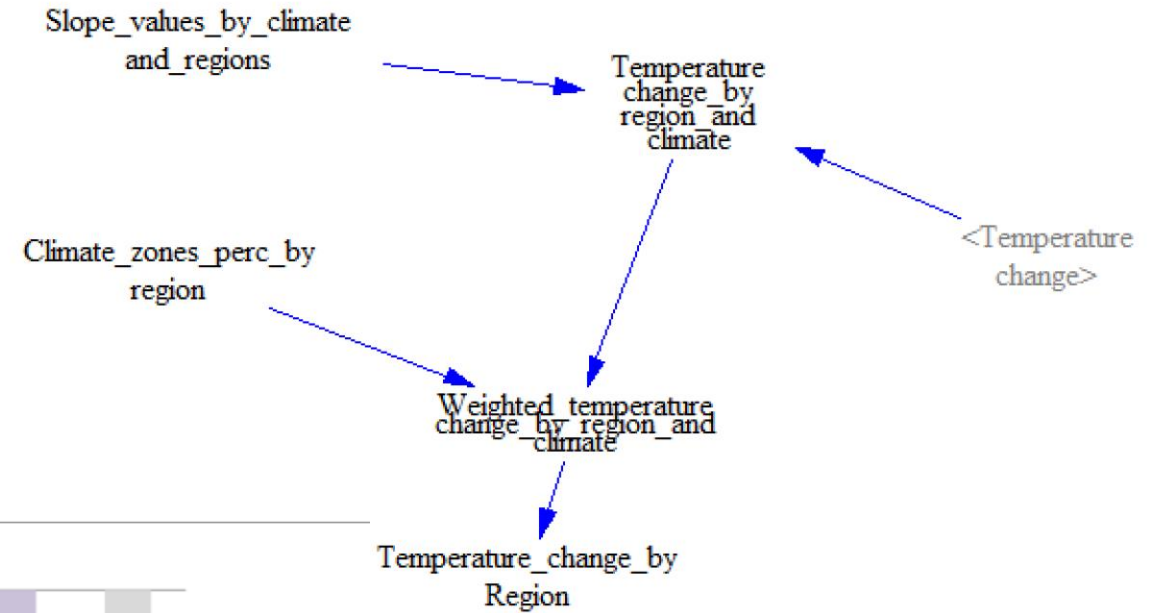 Slope_values_by_climate
and_regions
Temperature
change_by
region_and
climate
<Temperature
change>
Climate_zones_perc_by
region
Weighted_temperature
change_by_region_and
climate
Temperature_change_by
Region